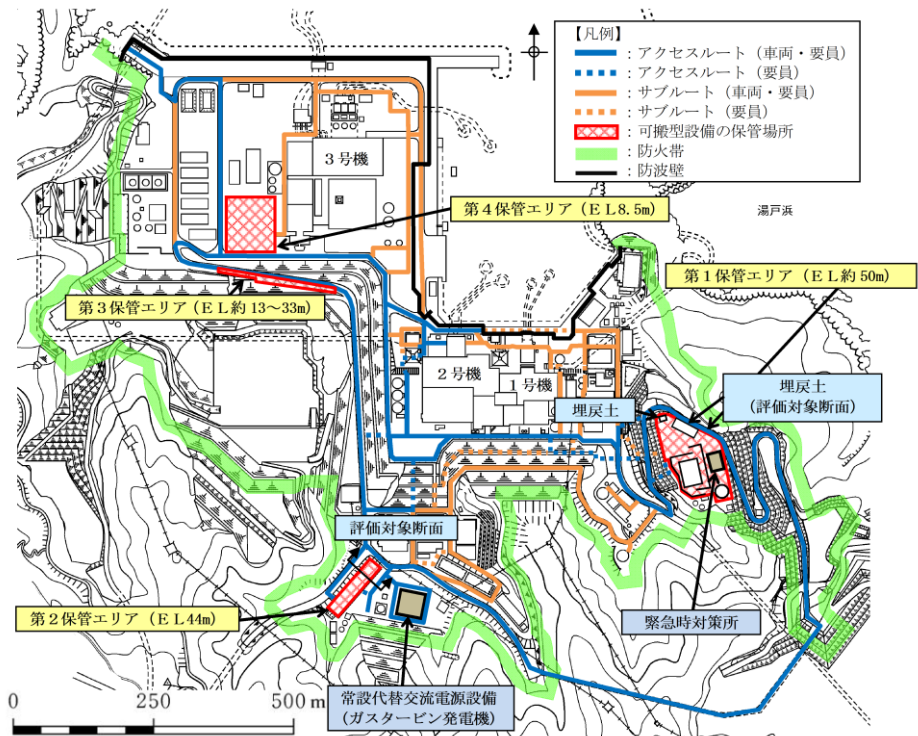 【凡例】
：アクセスルート（車両・要員）
：アクセスルート（要員）
：サブルート（車両・要員）
：サブルート（要員）
：可搬型設備の保管場所
：防火帯
：防波壁
3号機
湯戸浜
第４保管エリア（ＥＬ8.5m）
第１保管エリア（ＥＬ約50m）
第３保管エリア（ＥＬ約13～33m）
2号機
1号機
埋戻土
埋戻土
（評価対象断面）
評価対象断面
第２保管エリア（ＥＬ44m）
緊急時対策所
常設代替交流電源設備
(ガスタービン発電機)
0 250 500 m